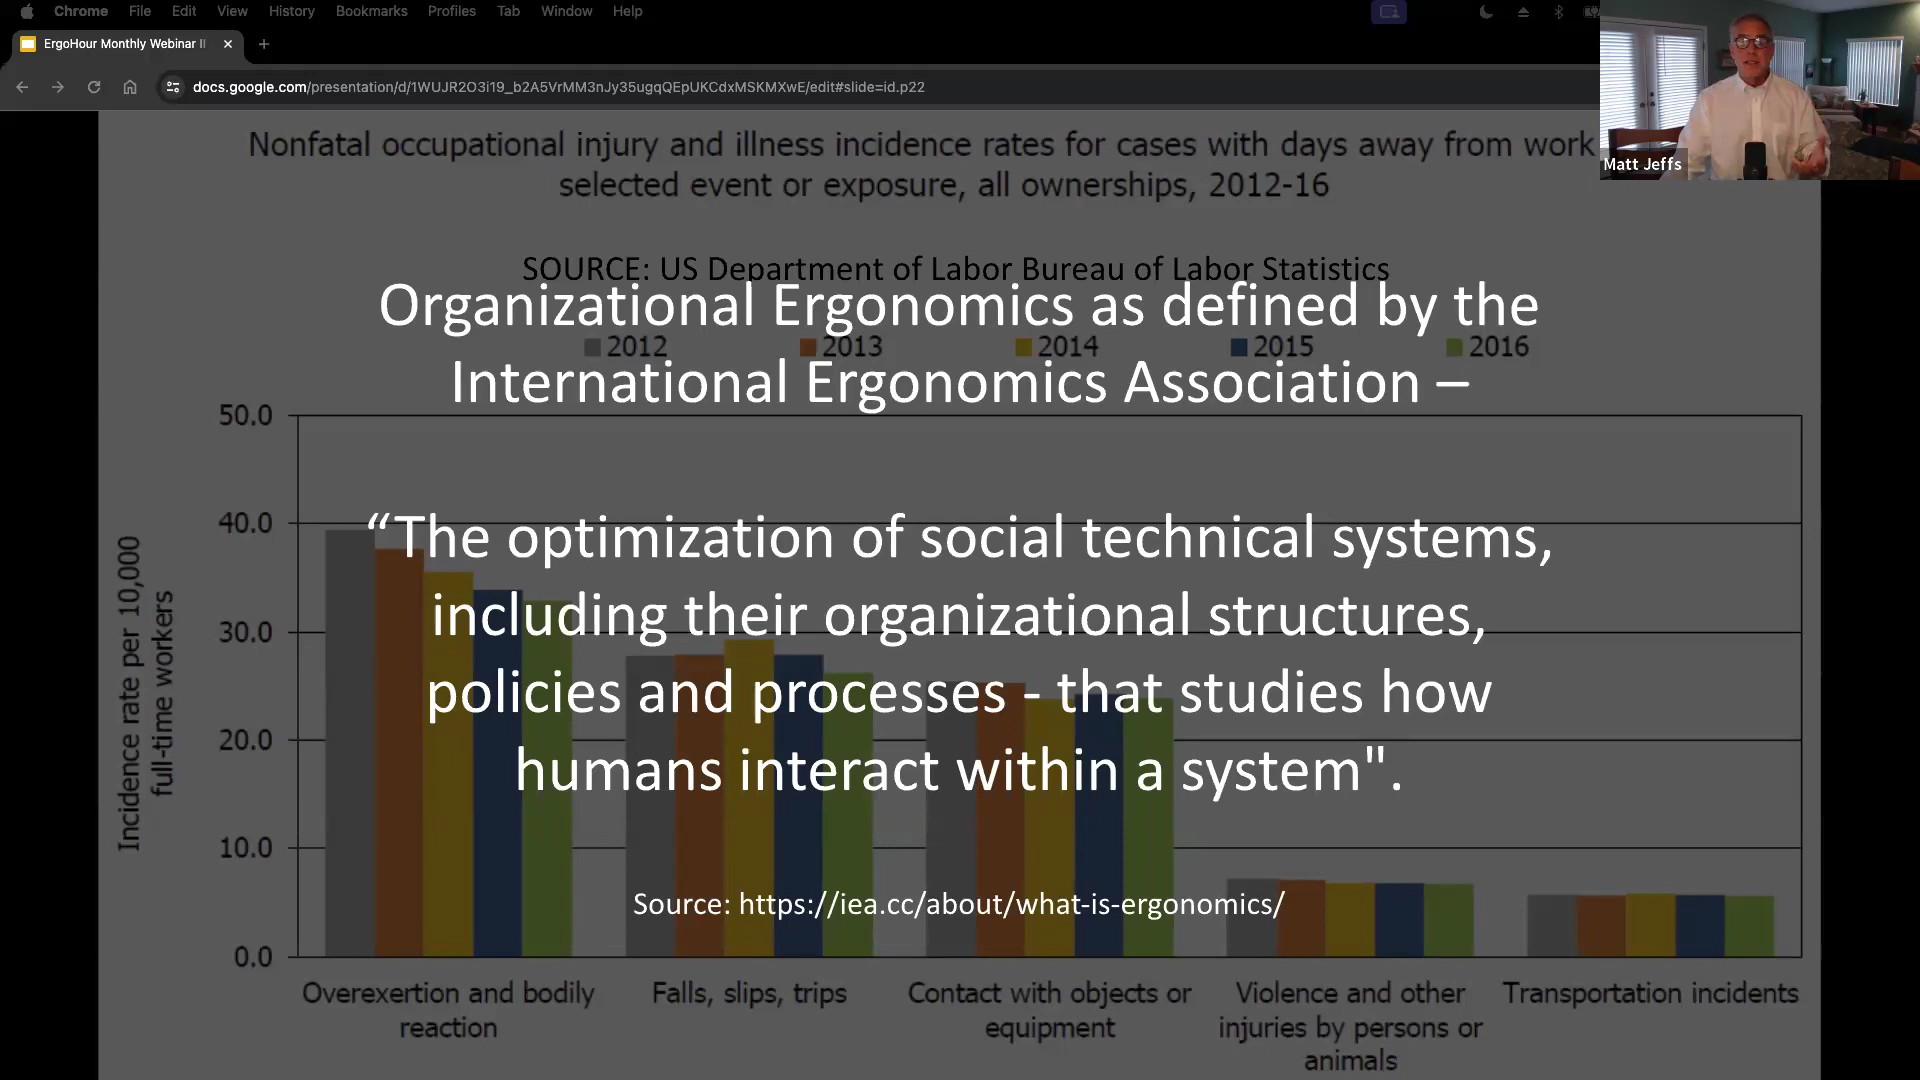 Chrome File Edit View History Bookmarks Profiles Tab Window Help
ErgoHour Monthly Webinar
docs.google.com/presentation/d/1WUJR2O3i19_b2A5VrMM3nJy35ugqQEpUKCdxMSKMXwE/edit#slide=id.p22
Matt Jeffs
Nonfatal occupational injury and illness incidence rates for cases with days away from work
selected event or exposure, all ownerships, 2012-16
SOURCE: US Department of Labor Bureau of Labor Statistics
Organizational Ergonomics as defined by the
2012 2013 2014 2015 2016
International Ergonomics Association –
“The optimization of social technical systems,
including their organizational structures,
policies and processes - that studies how
humans interact within a system".
Source: https://iea.cc/about/what-is-ergonomics/
Incidence rate per 10,000
full-time workers
50.0
40.0
30.0
20.0
10.0
0.0
Overexertion and bodily
reaction
Falls, slips, trips
Contact with objects or
equipment
Violence and other
injuries by persons or
animals
Transportation incidents